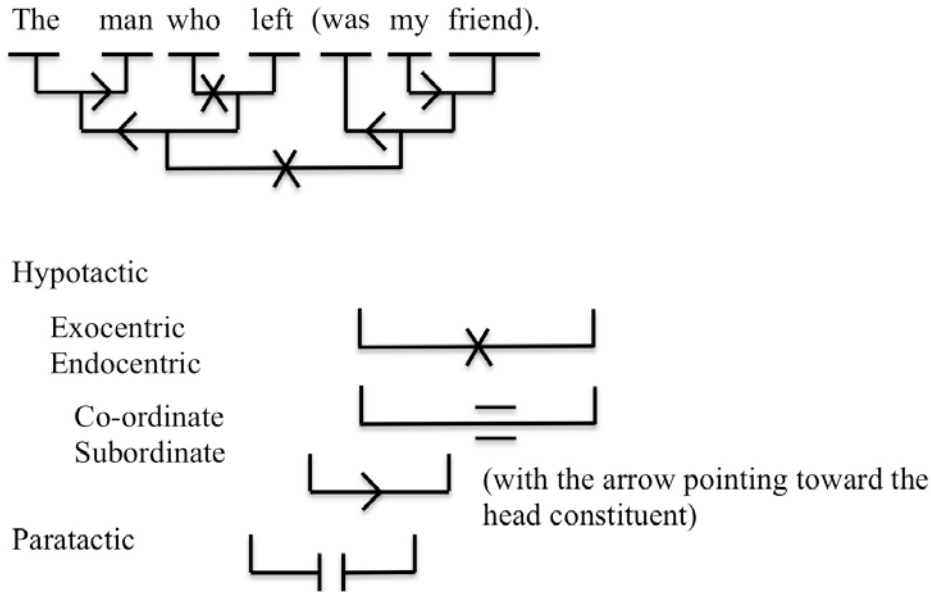 The man who left (was my friend).
Hypotactic
Exocentric
Endocentric
Co-ordinate
Subordinate
(with the arrow pointing toward the
head constituent)
Paratactic